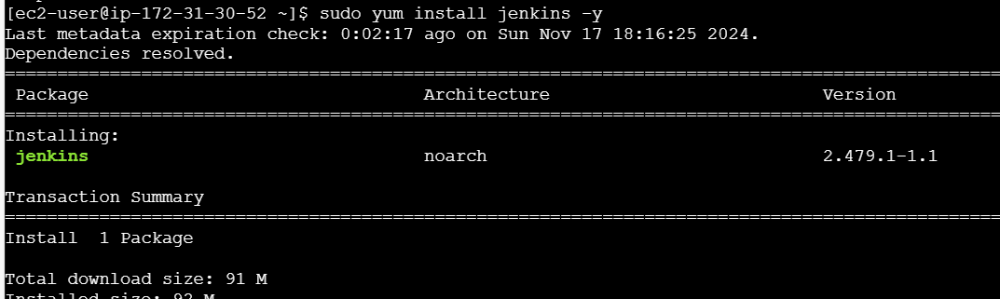 [ec2-user@ip-172-31-30-52 ~]$ sudo yum install jenkins -y
Last metadata expiration check: 0:02:17 ago on Sun Nov 17 18:16:25 2024.
Dependencies resolved.
Package Architecture Version
Installing:
jenkins noarch 2.479.1-1.1
Transaction Summary
Install 1 Package
Total download size: 91 M
Installed size: 92 M